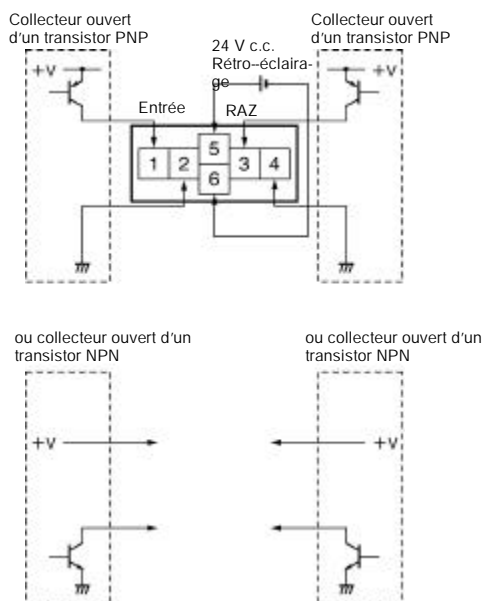 Collecteur ouvert
d'un transistor PNP
Collecteur ouvert
d'un transistor PNP
24 V c.c.
Rétro--éclaira-
ge
+V
+V
Entrée
RAZ
1 2 5 3 4
6
ou collecteur ouvert d'un
transistor NPN
ou collecteur ouvert d'un
transistor NPN
+V
+V